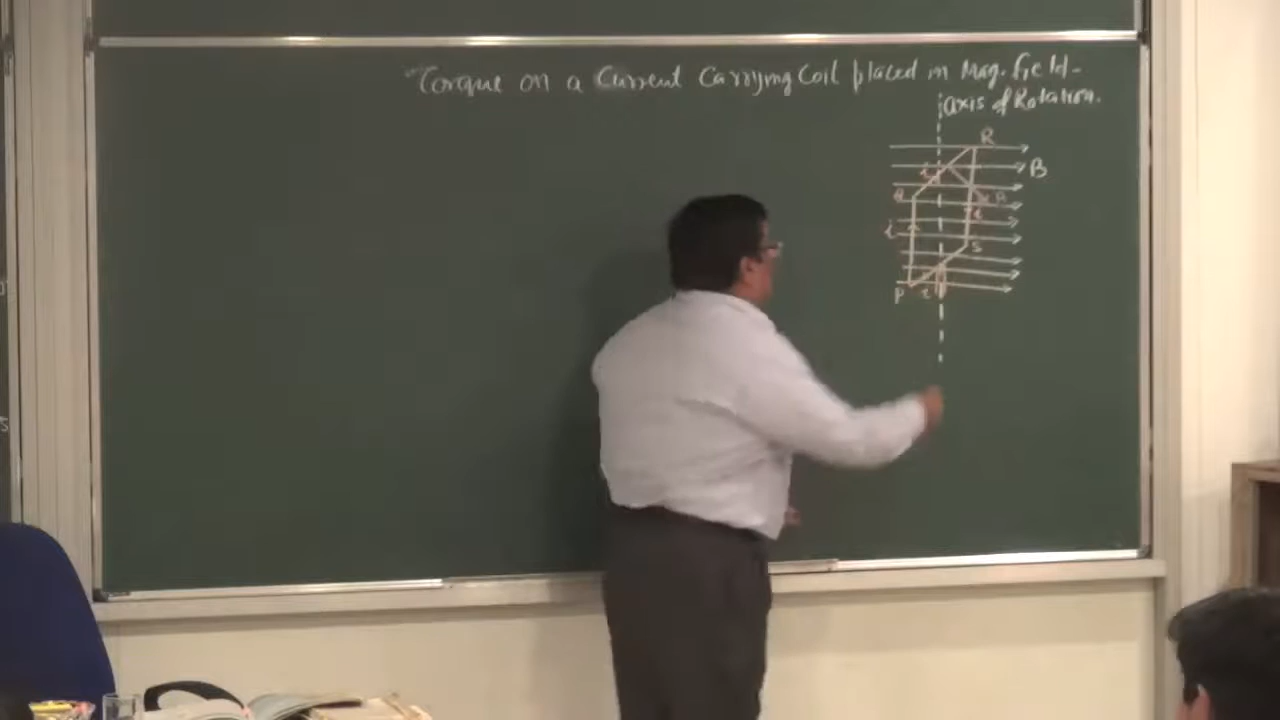 Torque on a Current Carrying Coil placed in Mag. field-
axis of Rotation.
R
B
i
Q
A
i
i
S
P
i